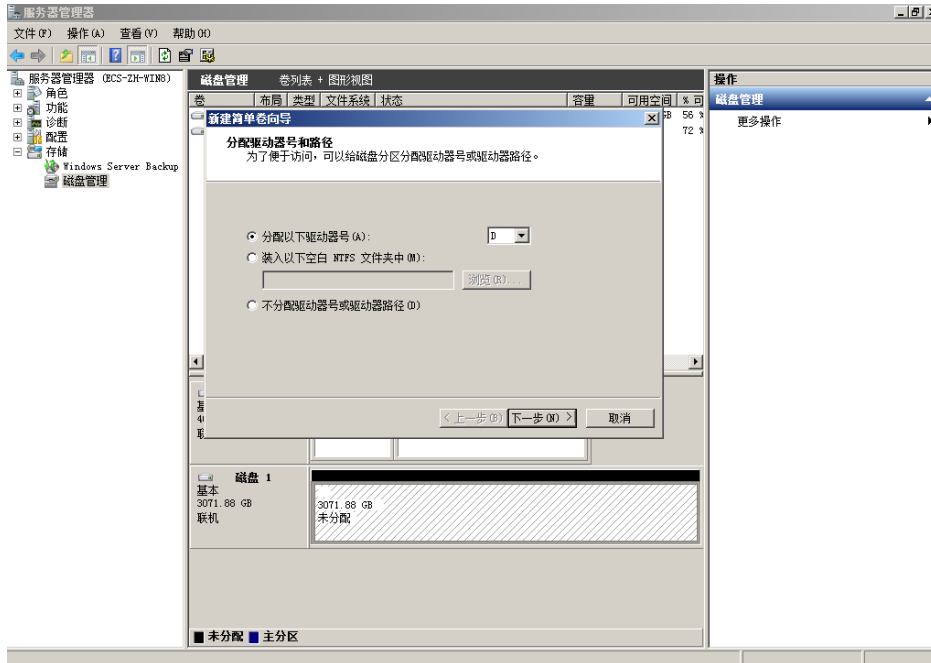 服务器管理器
文件(F) 操作(A) 查看(V) 帮助(H)
服务器管理器 (ECS-ZH-WIN8)
角色
功能
诊断
配置
存储
Windows Server Backup
磁盘管理
磁盘管理 卷列表 + 图形视图
卷 布局 类型 文件系统 状态 容量 可用空间 % 可
56 %
72 %
新建简单卷向导
分配驱动器号和路径
为了便于访问，可以给磁盘分区分配驱动器号或驱动器路径。
分配以下驱动器号(A): D
装入以下空白 NTFS 文件夹中(M):
浏览(R)...
不分配驱动器号或驱动器路径(D)
< 上一步(B) 下一步(N) > 取消
磁盘 1
基本
3071.88 GB
联机
3071.88 GB
未分配
未分配 主分区
操作
磁盘管理
更多操作